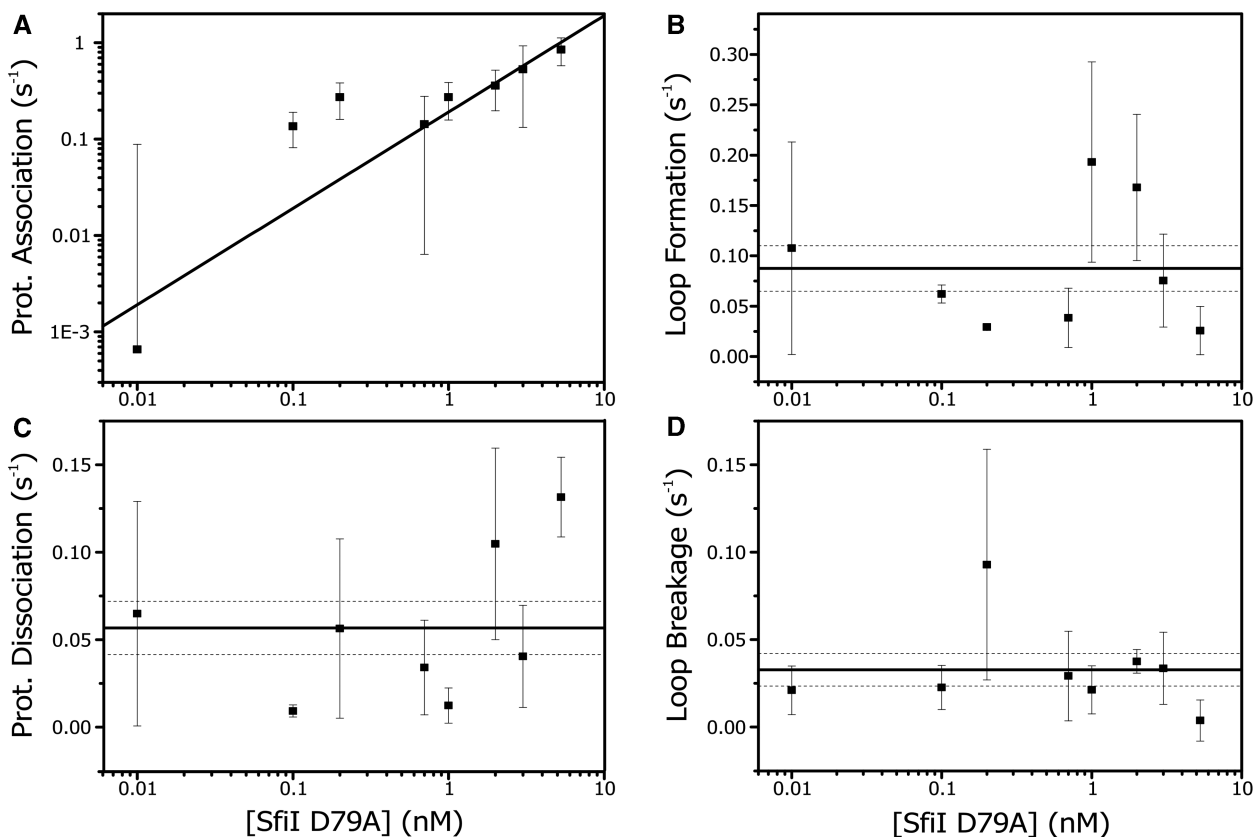 A
Prot. Association (s⁻¹)
1
0.1
0.01
1E-3
0.01 0.1 1 10
B
Loop Formation (s⁻¹)
0.30
0.25
0.20
0.15
0.10
0.05
0.00
0.01 0.1 1 10
C
Prot. Dissociation (s⁻¹)
0.15
0.10
0.05
0.00
0.01 0.1 1 10
[SfiI D79A] (nM)
D
Loop Breakage (s⁻¹)
0.15
0.10
0.05
0.00
0.01 0.1 1 10
[SfiI D79A] (nM)